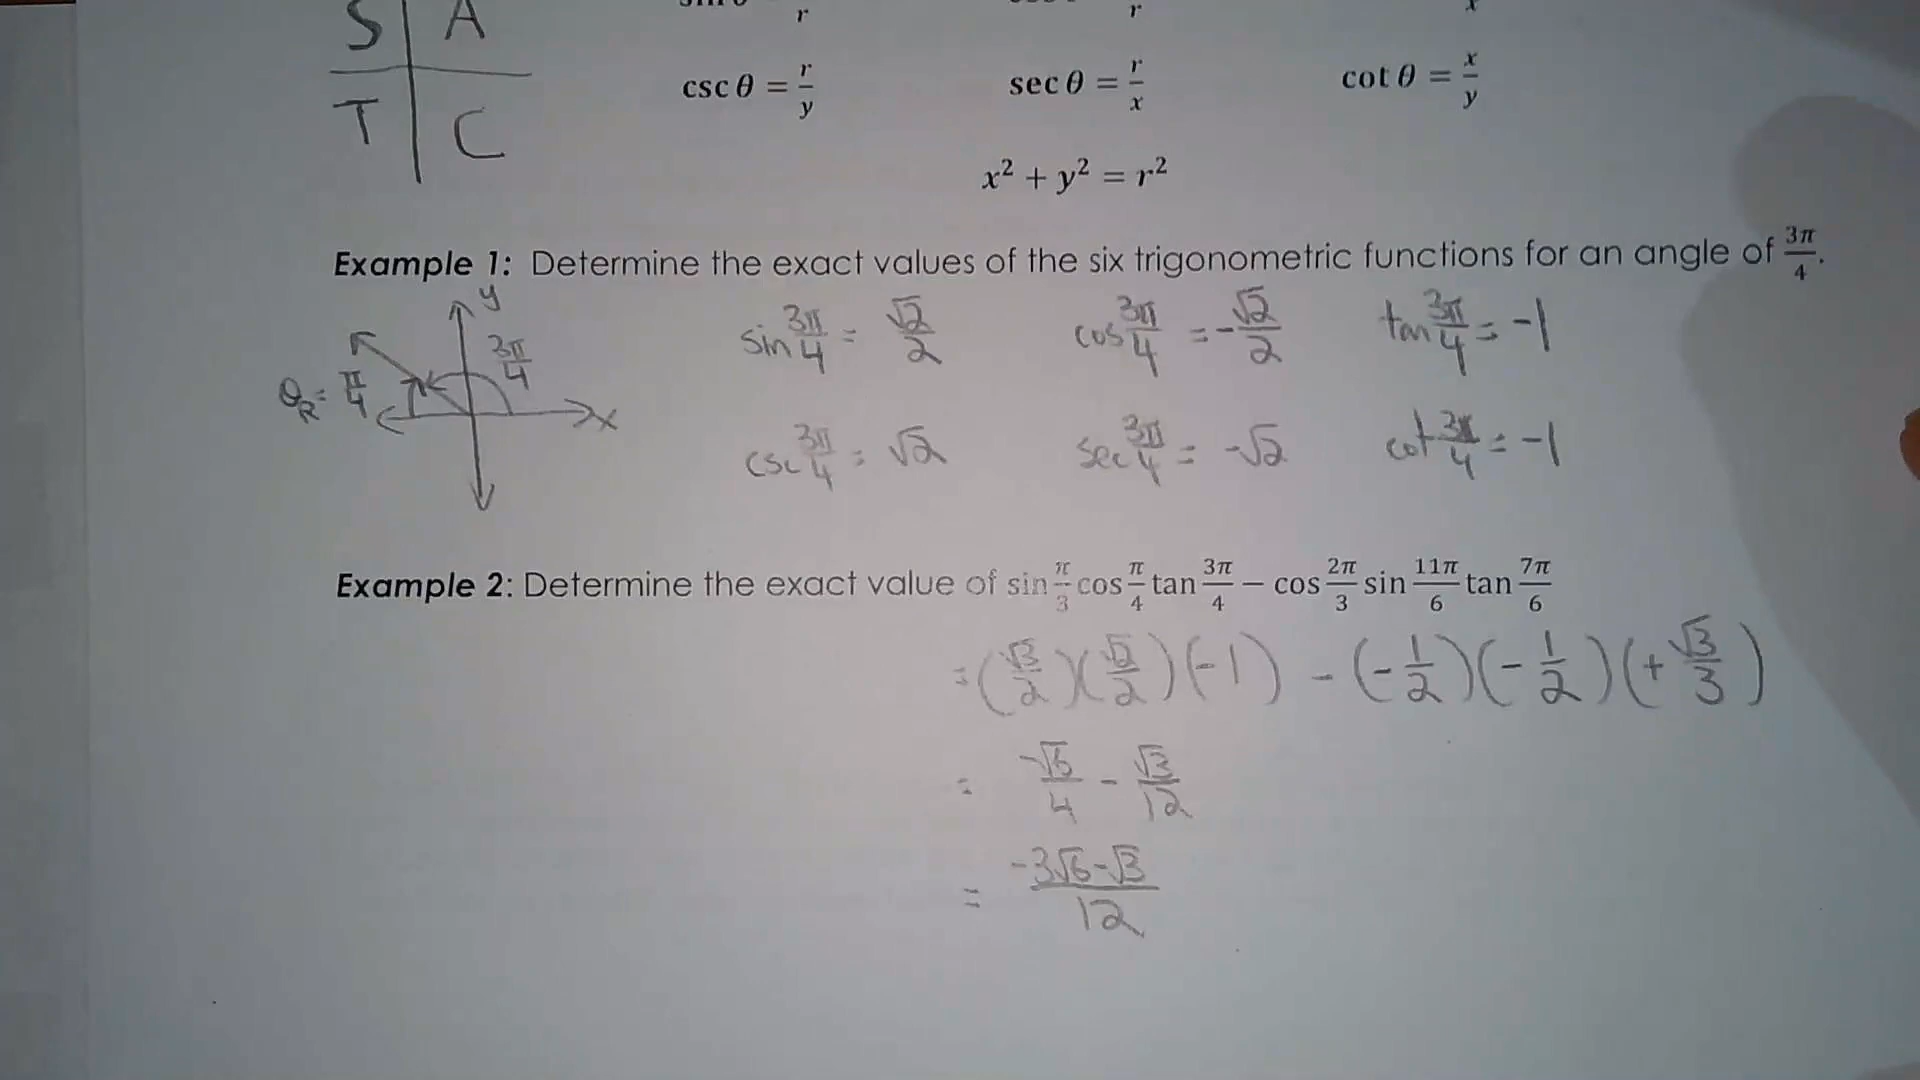 S A
T C
csc θ = r/y sec θ = r/x cot θ = x/y
x² + y² = r²
Example 1: Determine the exact values of the six trigonometric functions for an angle of 3π/4.
y
3π/4
θR = π/4
x
sin 3π/4 = √2/2 cos 3π/4 = -√2/2 tan 3π/4 = -1
csc 3π/4 = √2 sec 3π/4 = -√2 cot 3π/4 = -1
Example 2: Determine the exact value of sin π/3 cos π/4 tan 3π/4 − cos 2π/3 sin 11π/6 tan 7π/6
= (√3/2)(√2/2)(-1) - (-1/2)(-1/2)(+√3/3)
= -√6/4 - √3/12
= -3√6-√3/12